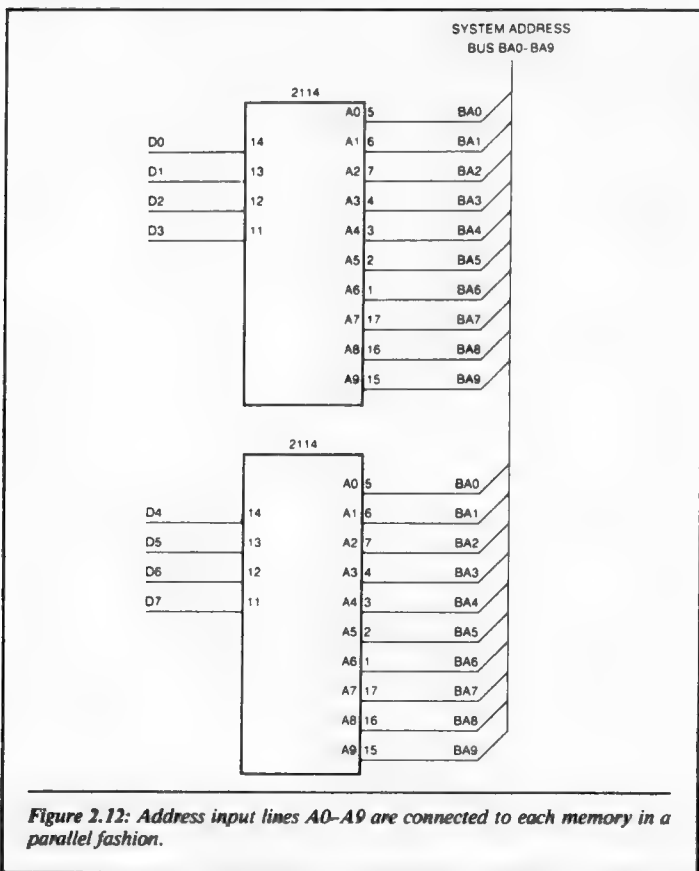 SYSTEM ADDRESS
BUS BA0-BA9
2114
A0 5 BA0
D0 14 A1 6 BA1
D1 13 A2 7 BA2
D2 12 A3 4 BA3
D3 11 A4 3 BA4
A5 2 BA5
A6 1 BA6
A7 17 BA7
A8 16 BA8
A9 15 BA9
2114
A0 5 BA0
D4 14 A1 6 BA1
D5 13 A2 7 BA2
D6 12 A3 4 BA3
D7 11 A4 3 BA4
A5 2 BA5
A6 1 BA6
A7 17 BA7
A8 16 BA8
A9 15 BA9
Figure 2.12: Address input lines A0–A9 are connected to each memory in a
parallel fashion.